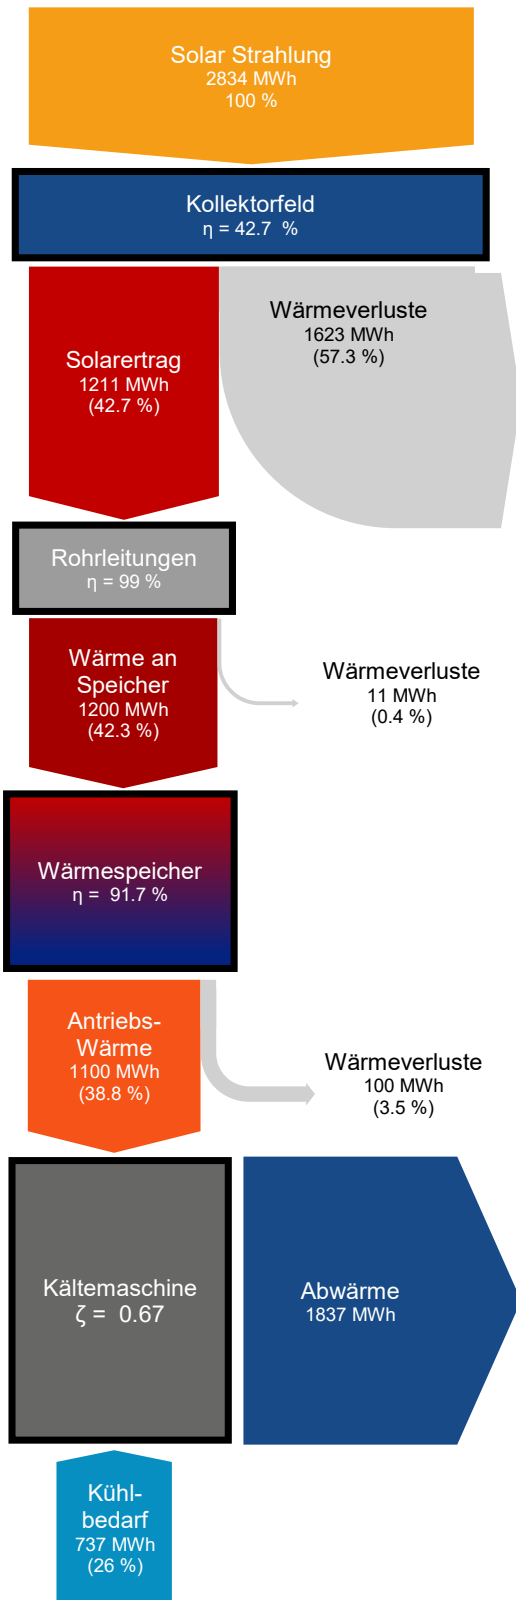 Solar Strahlung
2834 MWh
100 %
Kollektorfeld
η = 42.7 %
Wärmeverluste
1623 MWh
(57.3 %)
Solarertrag
1211 MWh
(42.7 %)
Rohrleitungen
η = 99 %
Wärme an
Speicher
1200 MWh
(42.3 %)
Wärmeverluste
11 MWh
(0.4 %)
Wärmespeicher
η = 91.7 %
Antriebs-
Wärme
1100 MWh
(38.8 %)
Wärmeverluste
100 MWh
(3.5 %)
Kältemaschine
ζ = 0.67
Abwärme
1837 MWh
Kühl-
bedarf
737 MWh
(26 %)